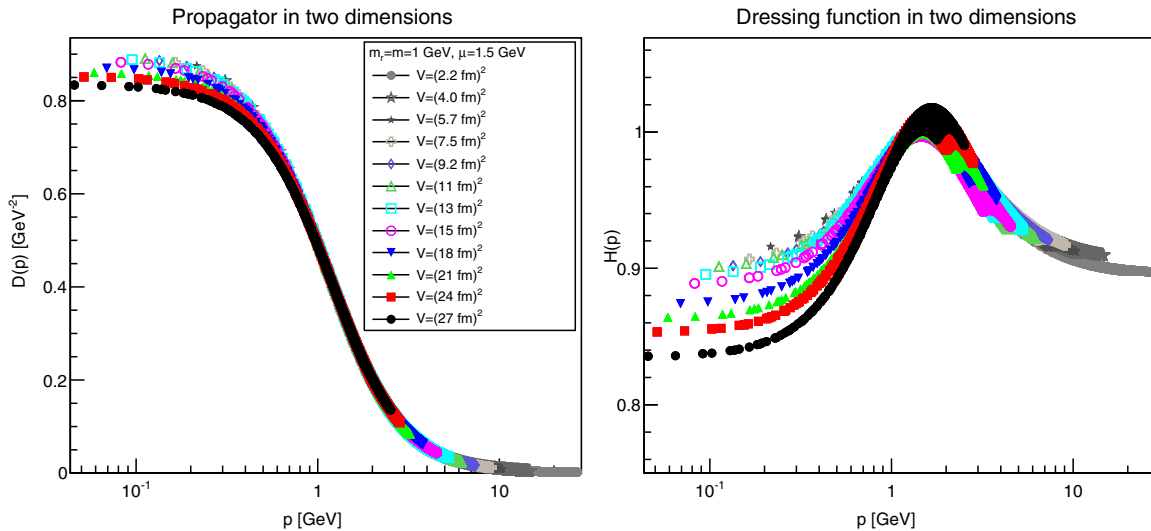 Propagator in two dimensions
D(p) [GeV⁻²]
0.8
0.6
0.4
0.2
0
10⁻¹
1
10
p [GeV]
mᵣ=m=1 GeV, μ=1.5 GeV
V=(2.2 fm)²
V=(4.0 fm)²
V=(5.7 fm)²
V=(7.5 fm)²
V=(9.2 fm)²
V=(11 fm)²
V=(13 fm)²
V=(15 fm)²
V=(18 fm)²
V=(21 fm)²
V=(24 fm)²
V=(27 fm)²
Dressing function in two dimensions
H(p)
1
0.9
0.8
10⁻¹
1
10
p [GeV]